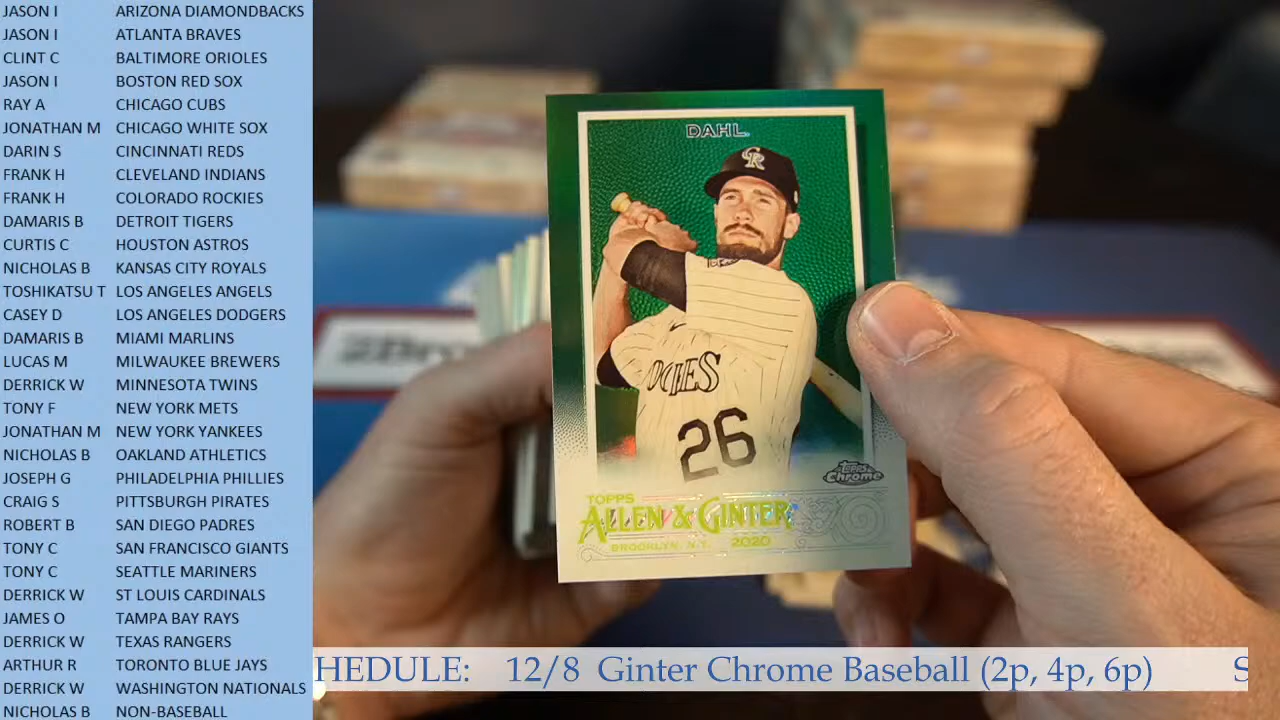 JASON I ARIZONA DIAMONDBACKS
JASON I ATLANTA BRAVES
CLINT C BALTIMORE ORIOLES
JASON I BOSTON RED SOX
RAY A CHICAGO CUBS
JONATHAN M CHICAGO WHITE SOX
DARIN S CINCINNATI REDS
FRANK H CLEVELAND INDIANS
FRANK H COLORADO ROCKIES
DAMARIS B DETROIT TIGERS
CURTIS C HOUSTON ASTROS
NICHOLAS B KANSAS CITY ROYALS
TOSHIKATSU T LOS ANGELES ANGELS
CASEY D LOS ANGELES DODGERS
DAMARIS B MIAMI MARLINS
LUCAS M MILWAUKEE BREWERS
DERRICK W MINNESOTA TWINS
TONY F NEW YORK METS
JONATHAN M NEW YORK YANKEES
NICHOLAS B OAKLAND ATHLETICS
JOSEPH G PHILADELPHIA PHILLIES
CRAIG S PITTSBURGH PIRATES
ROBERT B SAN DIEGO PADRES
TONY C SAN FRANCISCO GIANTS
TONY C SEATTLE MARINERS
DERRICK W ST LOUIS CARDINALS
JAMES O TAMPA BAY RAYS
DERRICK W TEXAS RANGERS
ARTHUR R TORONTO BLUE JAYS
DERRICK W WASHINGTON NATIONALS
NICHOLAS B NON-BASEBALL
DAHL
CR
OCKIES
26
TOPPS Chrome
TOPPS
ALLEN & GINTER
BROOKLYN, N.Y. 2020
HEDULE: 12/8 Ginter Chrome Baseball (2p, 4p, 6p) S